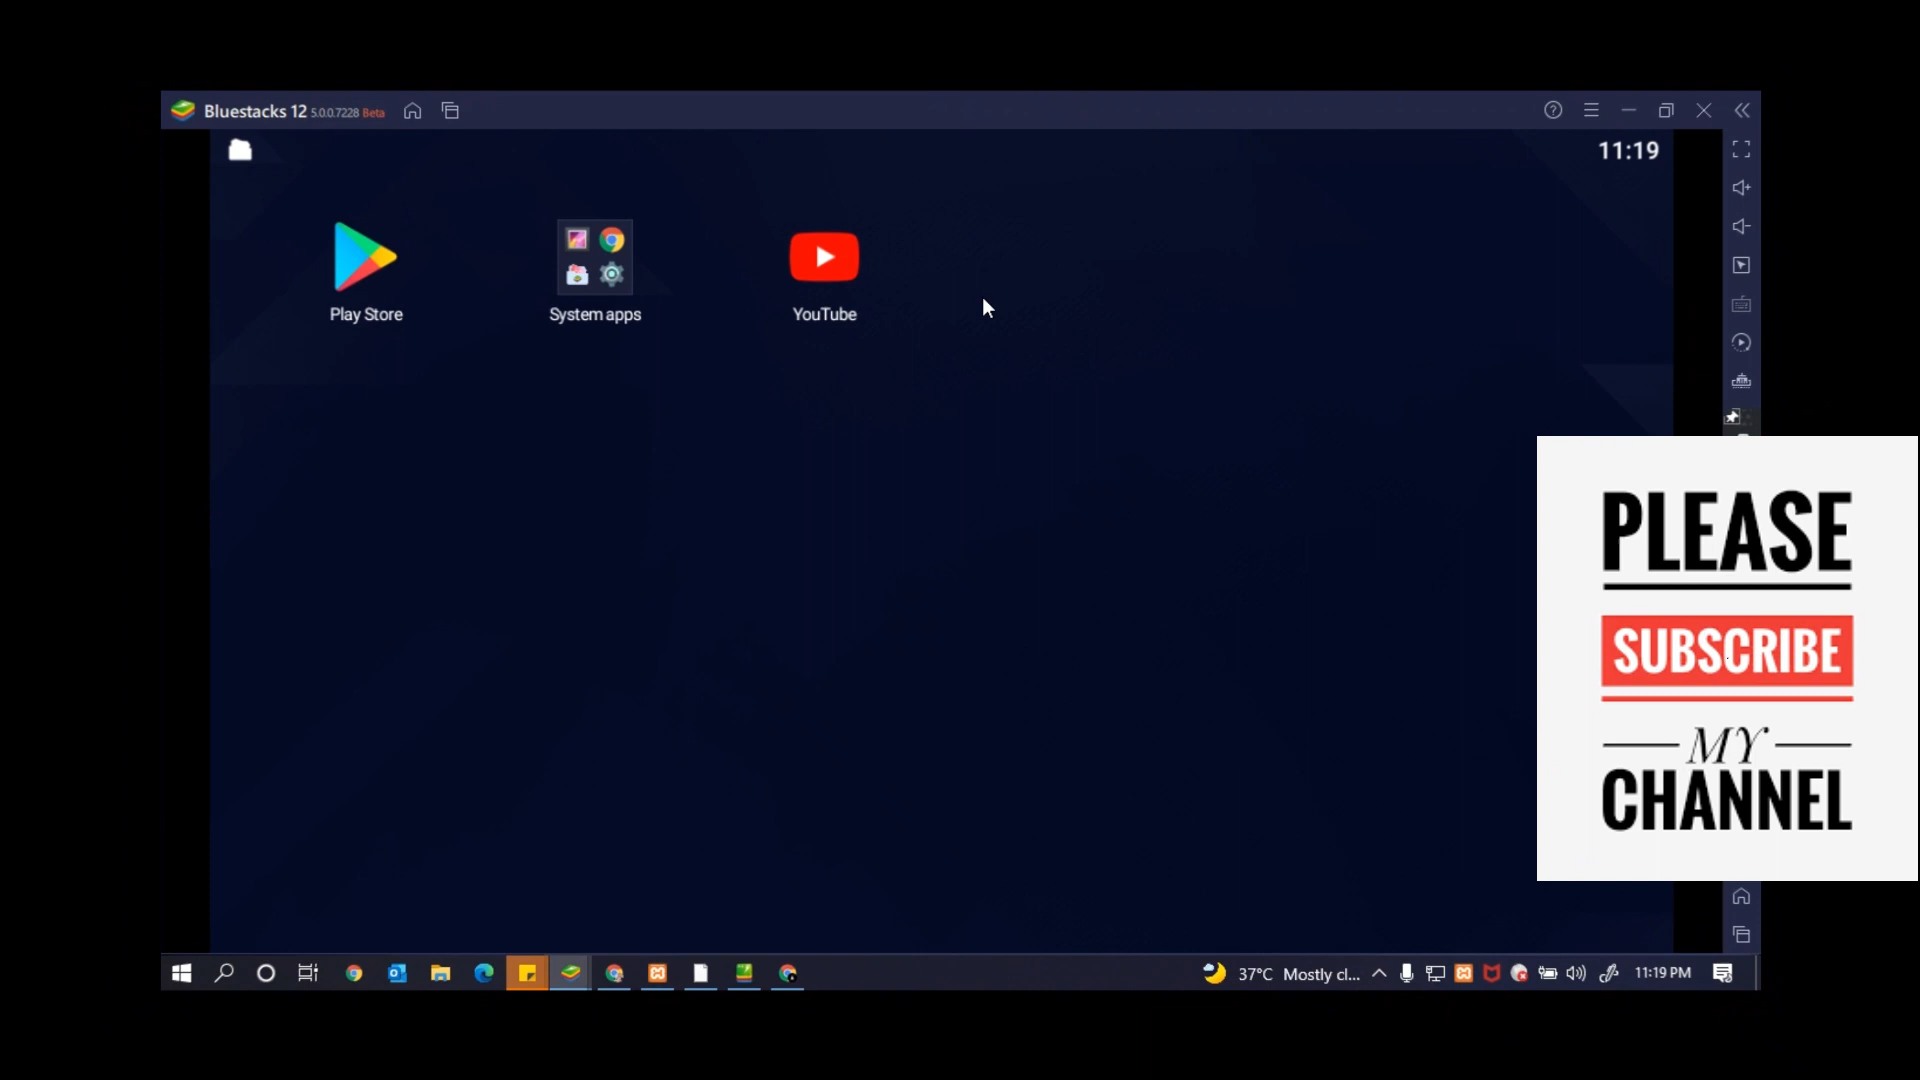 Bluestacks 12 5.0.0.7228 Beta
11:19
Play Store
System apps
YouTube
PLEASE
SUBSCRIBE
MY
CHANNEL
37°C Mostly cl...
11:19 PM